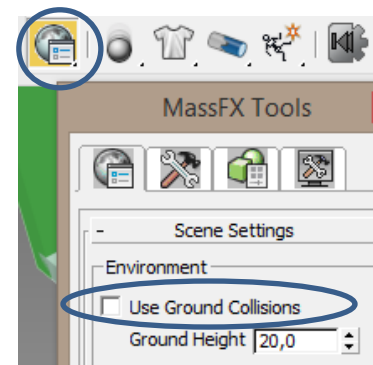 MassFX Tools
- Scene Settings
Environment
Use Ground Collisions
Ground Height 20,0